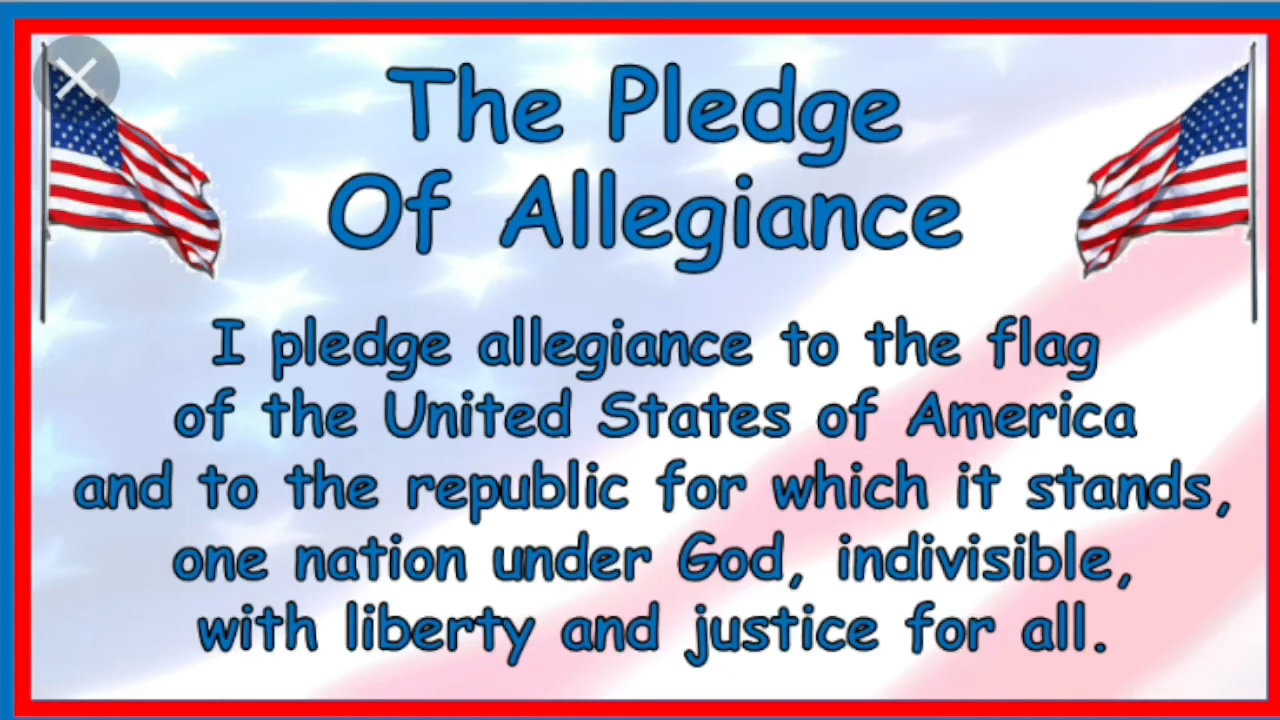 The Pledge
Of Allegiance
I pledge allegiance to the flag
of the United States of America
and to the republic for which it stands,
one nation under God, indivisible,
with liberty and justice for all.